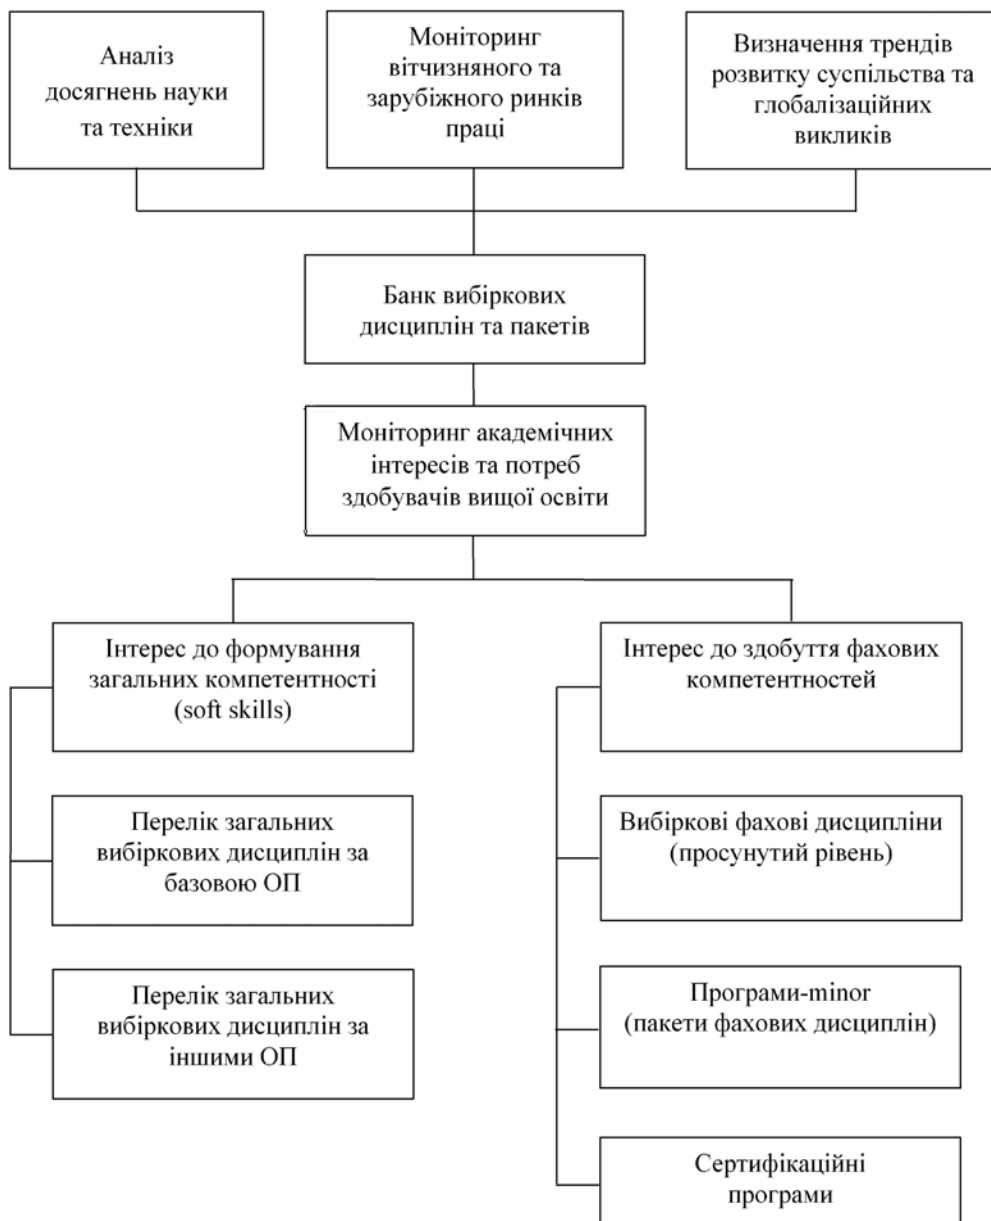 Аналіз
досягнень науки
та техніки
Моніторинг
вітчизняного та
зарубіжного ринків
праці
Визначення трендів
розвитку суспільства та
глобалізаційних
викликів
Банк вибіркових
дисциплін та пакетів
Моніторинг академічних
інтересів та потреб
здобувачів вищої освіти
Інтерес до формування
загальних компетентності
(soft skills)
Перелік загальних
вибіркових дисциплін за
базовою ОП
Перелік загальних
вибіркових дисциплін за
іншими ОП
Інтерес до здобуття фахових
компетентностей
Вибіркові фахові дисципліни
(просунутий рівень)
Програми-minor
(пакети фахових дисциплін)
Сертифікаційні
програми